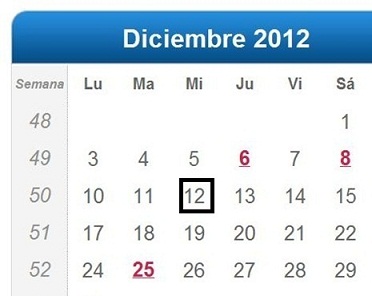 Diciembre 2012
Semana Lu Ma Mi Ju Vi Sá
48 1
49 3 4 5 6 7 8
50 10 11 12 13 14 15
51 17 18 19 20 21 22
52 24 25 26 27 28 29